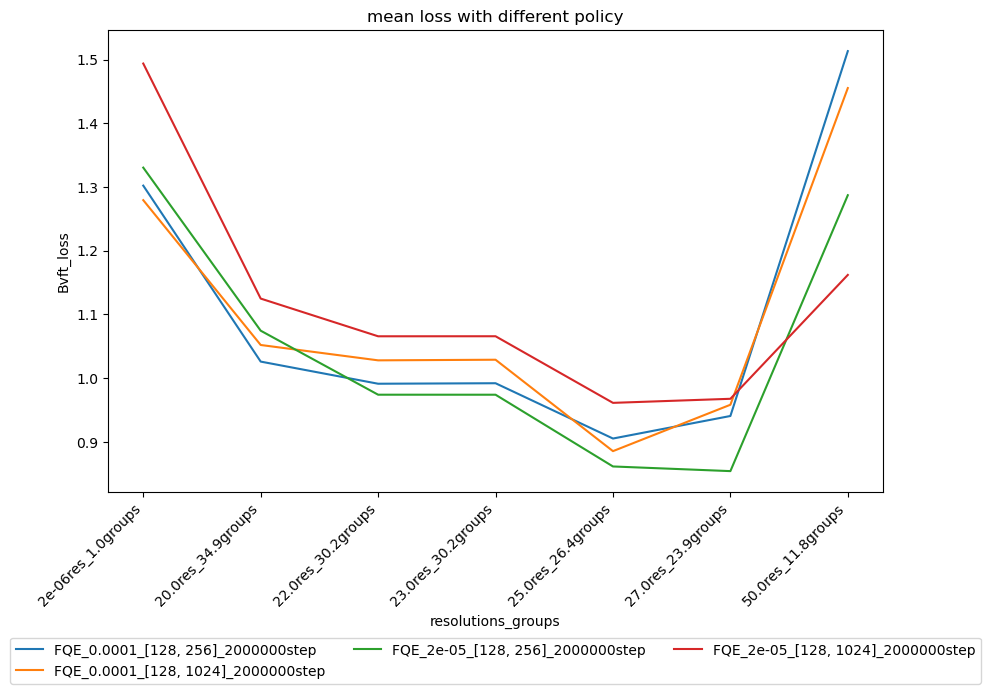 mean loss with different policy
1.5
1.4
1.3
1.2
1.1
1.0
0.9
Bvft_loss
2e-06res_1.0groups
20.0res_34.9groups
22.0res_30.2groups
23.0res_30.2groups
25.0res_26.4groups
27.0res_23.9groups
50.0res_11.8groups
resolutions_groups
FQE_0.0001_[128, 256]_2000000step
FQE_0.0001_[128, 1024]_2000000step
FQE_2e-05_[128, 256]_2000000step
FQE_2e-05_[128, 1024]_2000000step